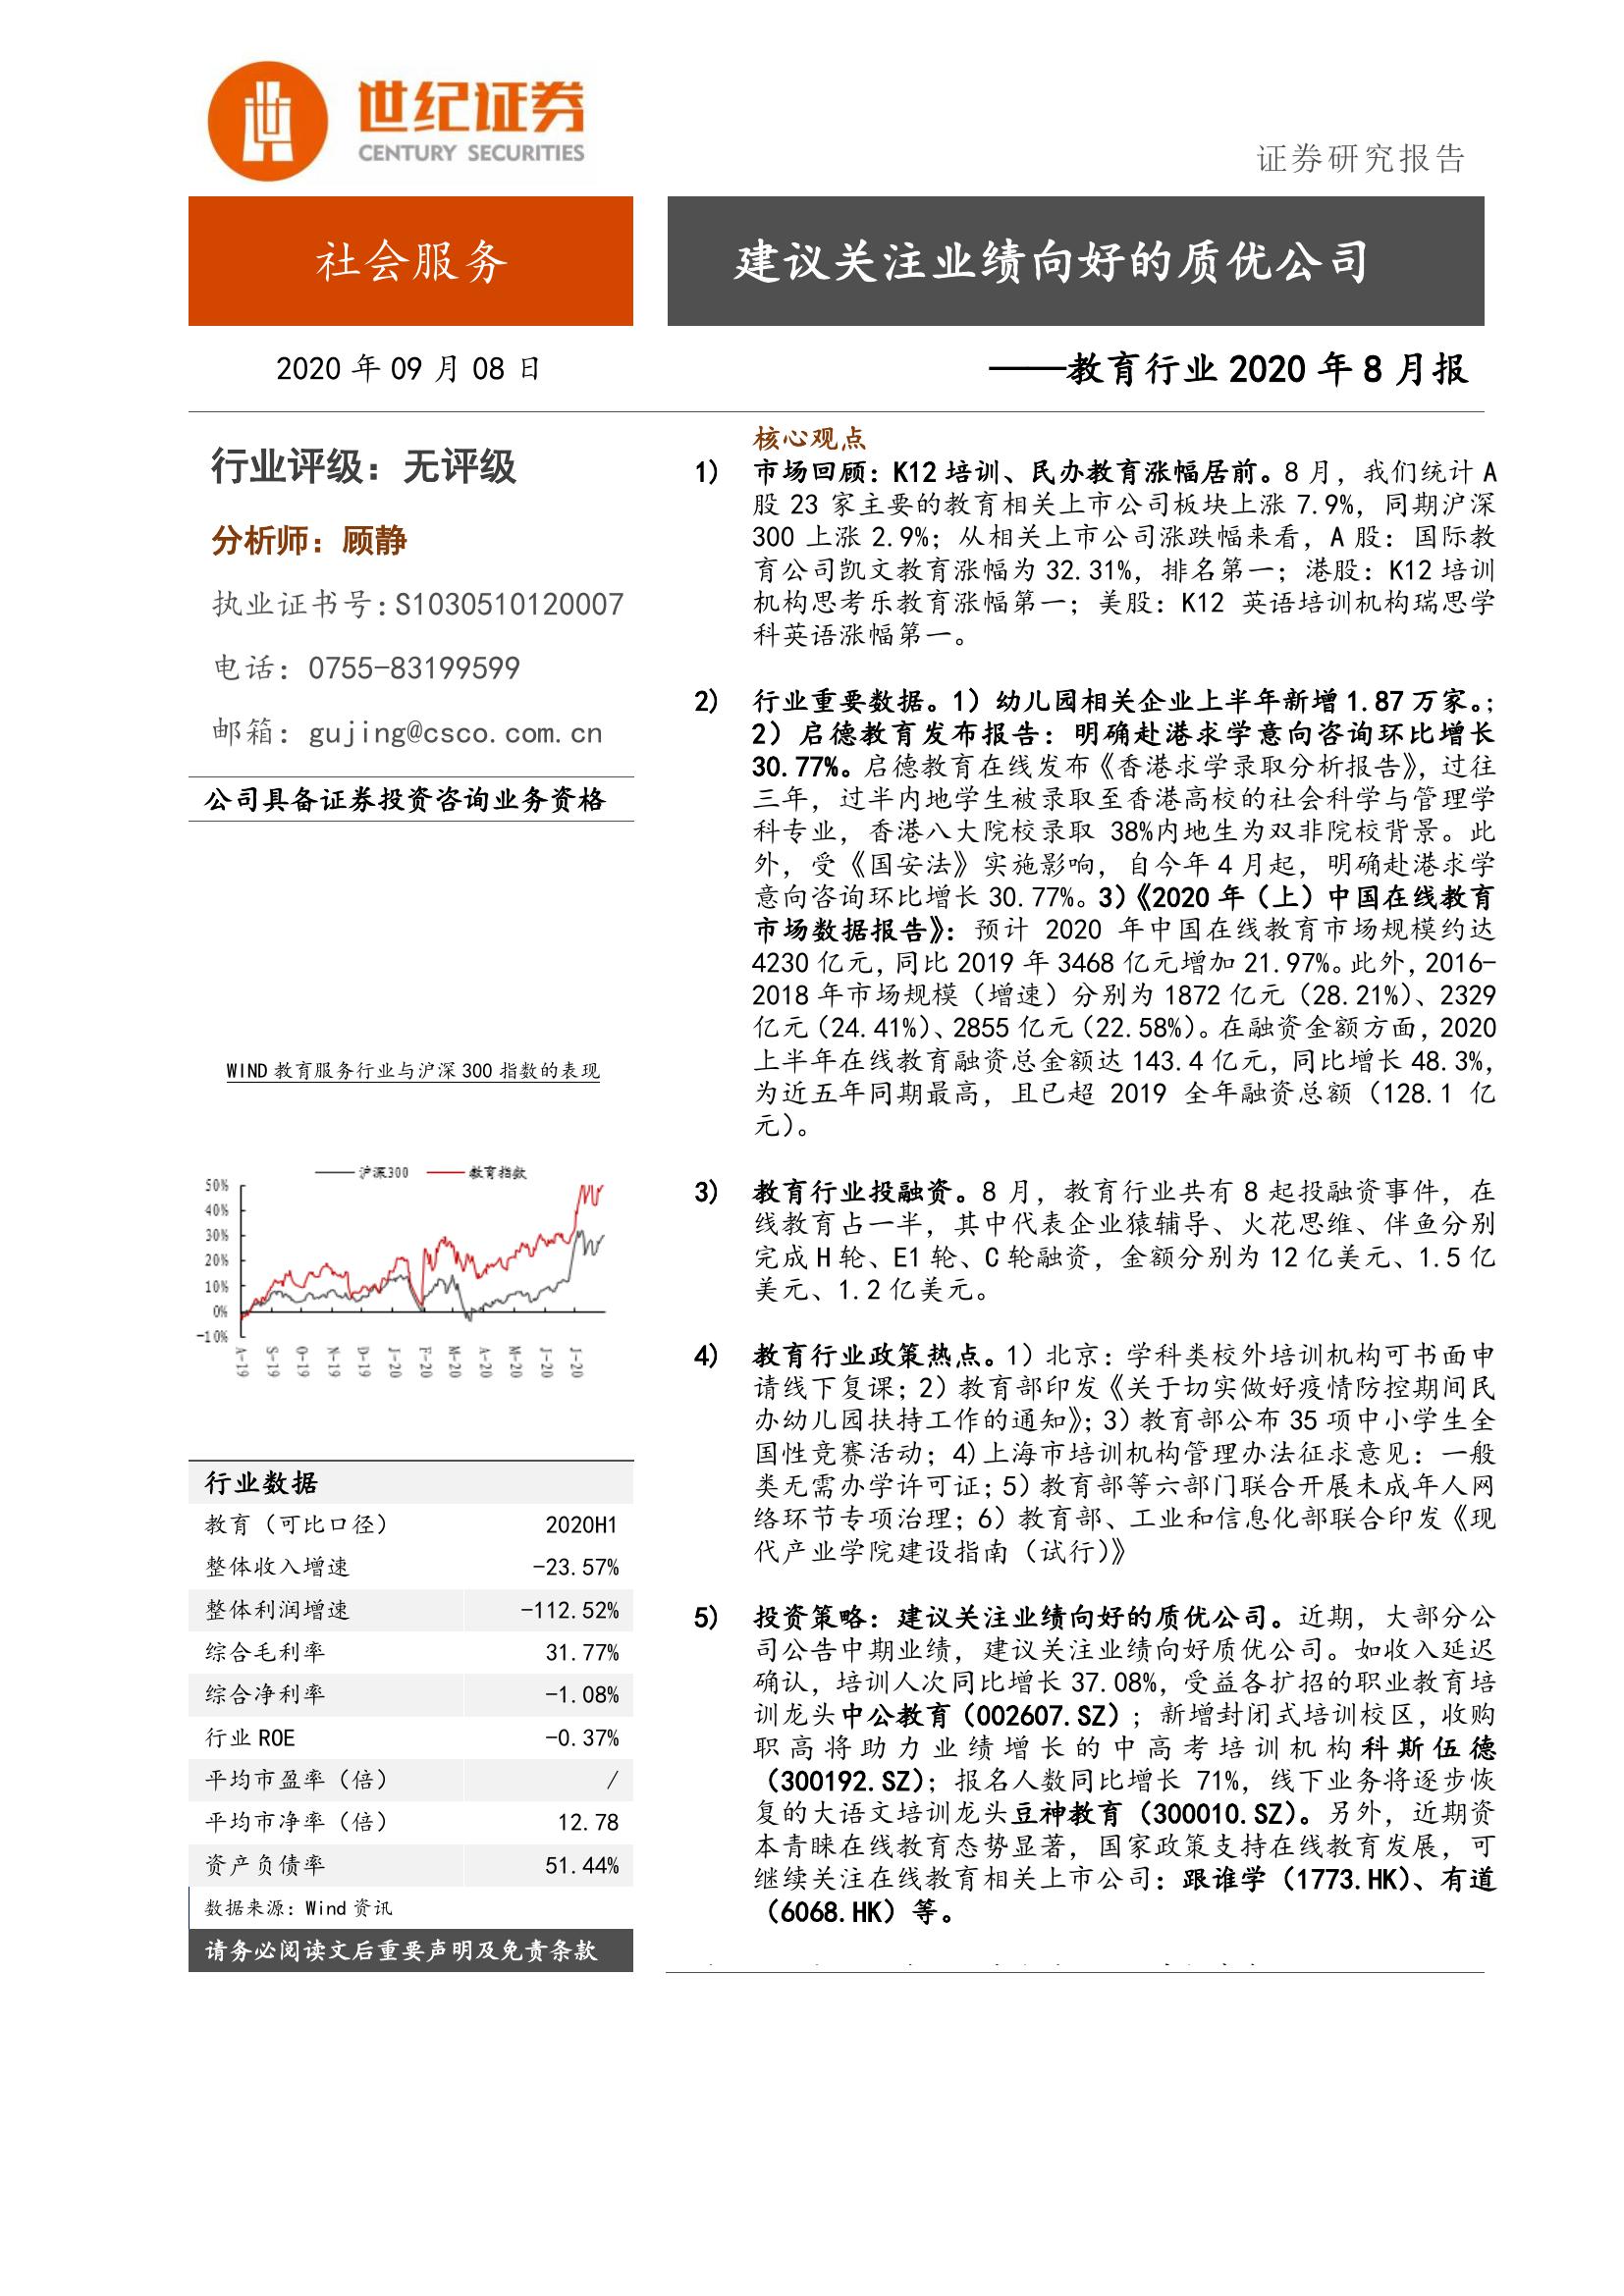 世纪证券
CENTURY SECURITIES
证券研究报告
社会服务
建议关注业绩向好的质优公司
2020 年 09 月 08 日
——教育行业 2020 年 8 月报
行业评级：无评级
分析师：顾静
执业证书号:S1030510120007
电话：0755-83199599
邮箱：gujing@csco.com.cn
公司具备证券投资咨询业务资格
WIND 教育服务行业与沪深 300 指数的表现
沪深300 教育指数
50%
40%
30%
20%
10%
0%
-10%
A-19 S-19 O-19 N-19 D-19 J-20 F-20 M-20 A-20 M-20 J-20 J-20
行业数据
教育（可比口径） 2020H1
整体收入增速 -23.57%
整体利润增速 -112.52%
综合毛利率 31.77%
综合净利率 -1.08%
行业 ROE -0.37%
平均市盈率（倍） /
平均市净率（倍） 12.78
资产负债率 51.44%
数据来源：Wind 资讯
请务必阅读文后重要声明及免责条款
核心观点
1) 市场回顾：K12 培训、民办教育涨幅居前。8 月，我们统计 A
股 23 家主要的教育相关上市公司板块上涨 7.9%，同期沪深
300 上涨 2.9%；从相关上市公司涨跌幅来看，A 股：国际教
育公司凯文教育涨幅为 32.31%，排名第一；港股：K12 培训
机构思考乐教育涨幅第一；美股：K12 英语培训机构瑞思学
科英语涨幅第一。
2) 行业重要数据。1）幼儿园相关企业上半年新增 1.87 万家。；
2）启德教育发布报告：明确赴港求学意向咨询环比增长
30.77%。启德教育在线发布《香港求学录取分析报告》，过往
三年，过半内地学生被录取至香港高校的社会科学与管理学
科专业，香港八大院校录取 38%内地生为双非院校背景。此
外，受《国安法》实施影响，自今年 4 月起，明确赴港求学
意向咨询环比增长 30.77%。3）《2020 年（上）中国在线教育
市场数据报告》：预计 2020 年中国在线教育市场规模约达
4230 亿元，同比 2019 年 3468 亿元增加 21.97%。此外，2016-
2018 年市场规模（增速）分别为 1872 亿元（28.21%）、2329
亿元（24.41%）、2855 亿元（22.58%）。在融资金额方面，2020
上半年在线教育融资总金额达 143.4 亿元，同比增长 48.3%，
为近五年同期最高，且已超 2019 全年融资总额（128.1 亿
元）。
3) 教育行业投融资。8 月，教育行业共有 8 起投融资事件，在
线教育占一半，其中代表企业猿辅导、火花思维、伴鱼分别
完成 H 轮、E1 轮、C 轮融资，金额分别为 12 亿美元、1.5 亿
美元、1.2 亿美元。
4) 教育行业政策热点。1）北京：学科类校外培训机构可书面申
请线下复课；2）教育部印发《关于切实做好疫情防控期间民
办幼儿园扶持工作的通知》；3）教育部公布 35 项中小学生全
国性竞赛活动；4)上海市培训机构管理办法征求意见：一般
类无需办学许可证；5）教育部等六部门联合开展未成年人网
络环节专项治理；6）教育部、工业和信息化部联合印发《现
代产业学院建设指南（试行）》
5) 投资策略：建议关注业绩向好的质优公司。近期，大部分公
司公告中期业绩，建议关注业绩向好质优公司。如收入延迟
确认，培训人次同比增长 37.08%，受益各扩招的职业教育培
训龙头中公教育（002607.SZ）；新增封闭式培训校区，收购
职高将助力业绩增长的中高考培训机构科斯伍德
（300192.SZ）；报名人数同比增长 71%，线下业务将逐步恢
复的大语文培训龙头豆神教育（300010.SZ）。另外，近期资
本青睐在线教育态势显著，国家政策支持在线教育发展，可
继续关注在线教育相关上市公司：跟谁学（1773.HK）、有道
（6068.HK）等。